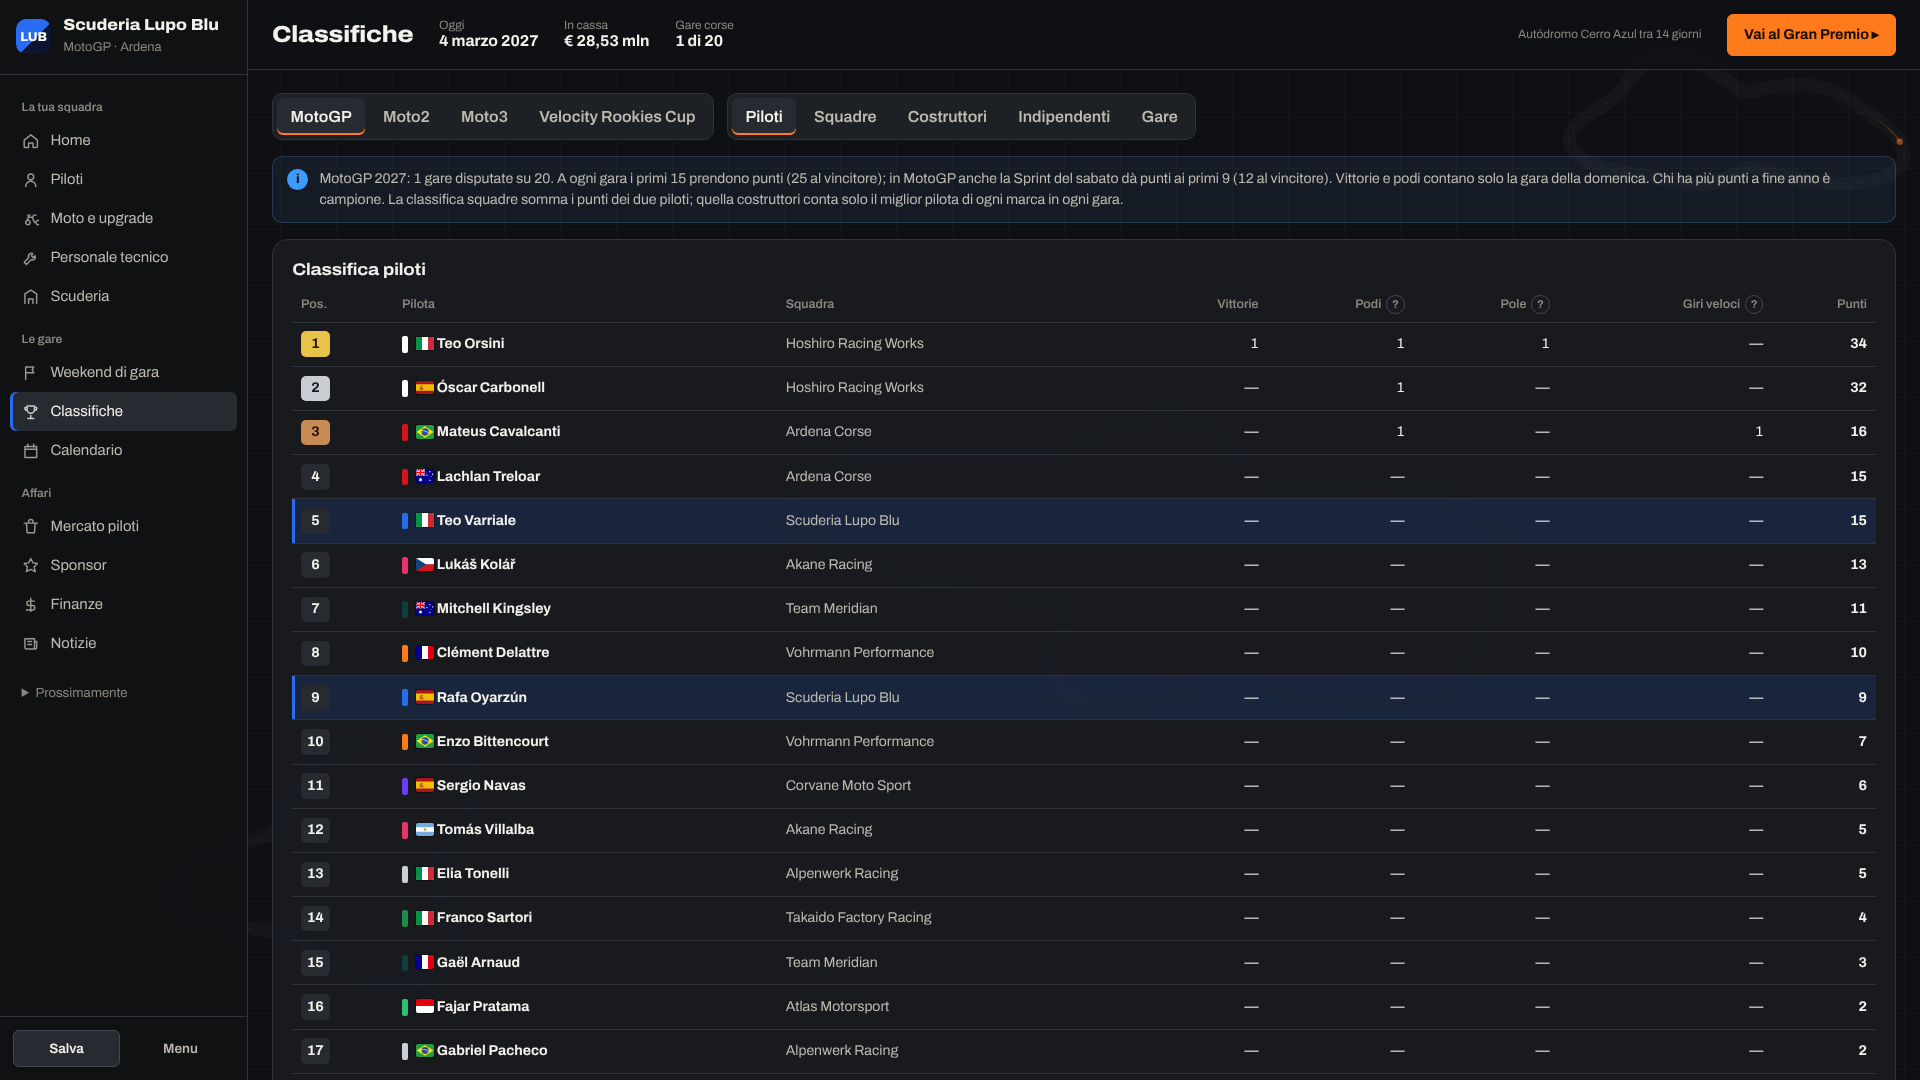 LUB
Scuderia Lupo Blu
MotoGP · Ardena
La tua squadra
Home
Piloti
Moto e upgrade
Personale tecnico
Scuderia
Le gare
Weekend di gara
Classifiche
Calendario
Affari
Mercato piloti
Sponsor
Finanze
Notizie
Prossimamente
Salva
Menu
Classifiche
Oggi
4 marzo 2027
In cassa
€ 28,53 mln
Gare corse
1 di 20
Autódromo Cerro Azul tra 14 giorni
Vai al Gran Premio ▸
MotoGP Moto2 Moto3 Velocity Rookies Cup
Piloti Squadre Costruttori Indipendenti Gare
i
MotoGP 2027: 1 gare disputate su 20. A ogni gara i primi 15 prendono punti (25 al vincitore); in MotoGP anche la Sprint del sabato dà punti ai primi 9 (12 al vincitore). Vittorie e podi contano solo la gara della domenica. Chi ha più punti a fine anno è
campione. La classifica squadre somma i punti dei due piloti; quella costruttori conta solo il miglior pilota di ogni marca in ogni gara.
Classifica piloti
Pos. Pilota Squadra Vittorie Podi ? Pole ? Giri veloci ? Punti
1 Teo Orsini Hoshiro Racing Works 1 1 1 — 34
2 Óscar Carbonell Hoshiro Racing Works — 1 — — 32
3 Mateus Cavalcanti Ardena Corse — 1 — 1 16
4 Lachlan Treloar Ardena Corse — — — — 15
5 Teo Varriale Scuderia Lupo Blu — — — — 15
6 Lukáš Kolář Akane Racing — — — — 13
7 Mitchell Kingsley Team Meridian — — — — 11
8 Clément Delattre Vohrmann Performance — — — — 10
9 Rafa Oyarzún Scuderia Lupo Blu — — — — 9
10 Enzo Bittencourt Vohrmann Performance — — — — 7
11 Sergio Navas Corvane Moto Sport — — — — 6
12 Tomás Villalba Akane Racing — — — — 5
13 Elia Tonelli Alpenwerk Racing — — — — 5
14 Franco Sartori Takaido Factory Racing — — — — 4
15 Gaël Arnaud Team Meridian — — — — 3
16 Fajar Pratama Atlas Motorsport — — — — 2
17 Gabriel Pacheco Alpenwerk Racing — — — — 2